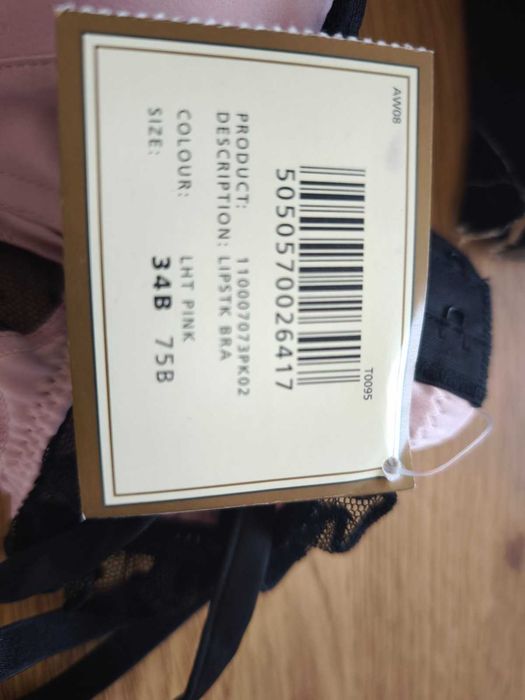 AW08
T0095
5050570026417
PRODUCT: 110007073PK02
DESCRIPTION: LIPSTK BRA
COLOUR: LHT PINK
SIZE: 34B 75B